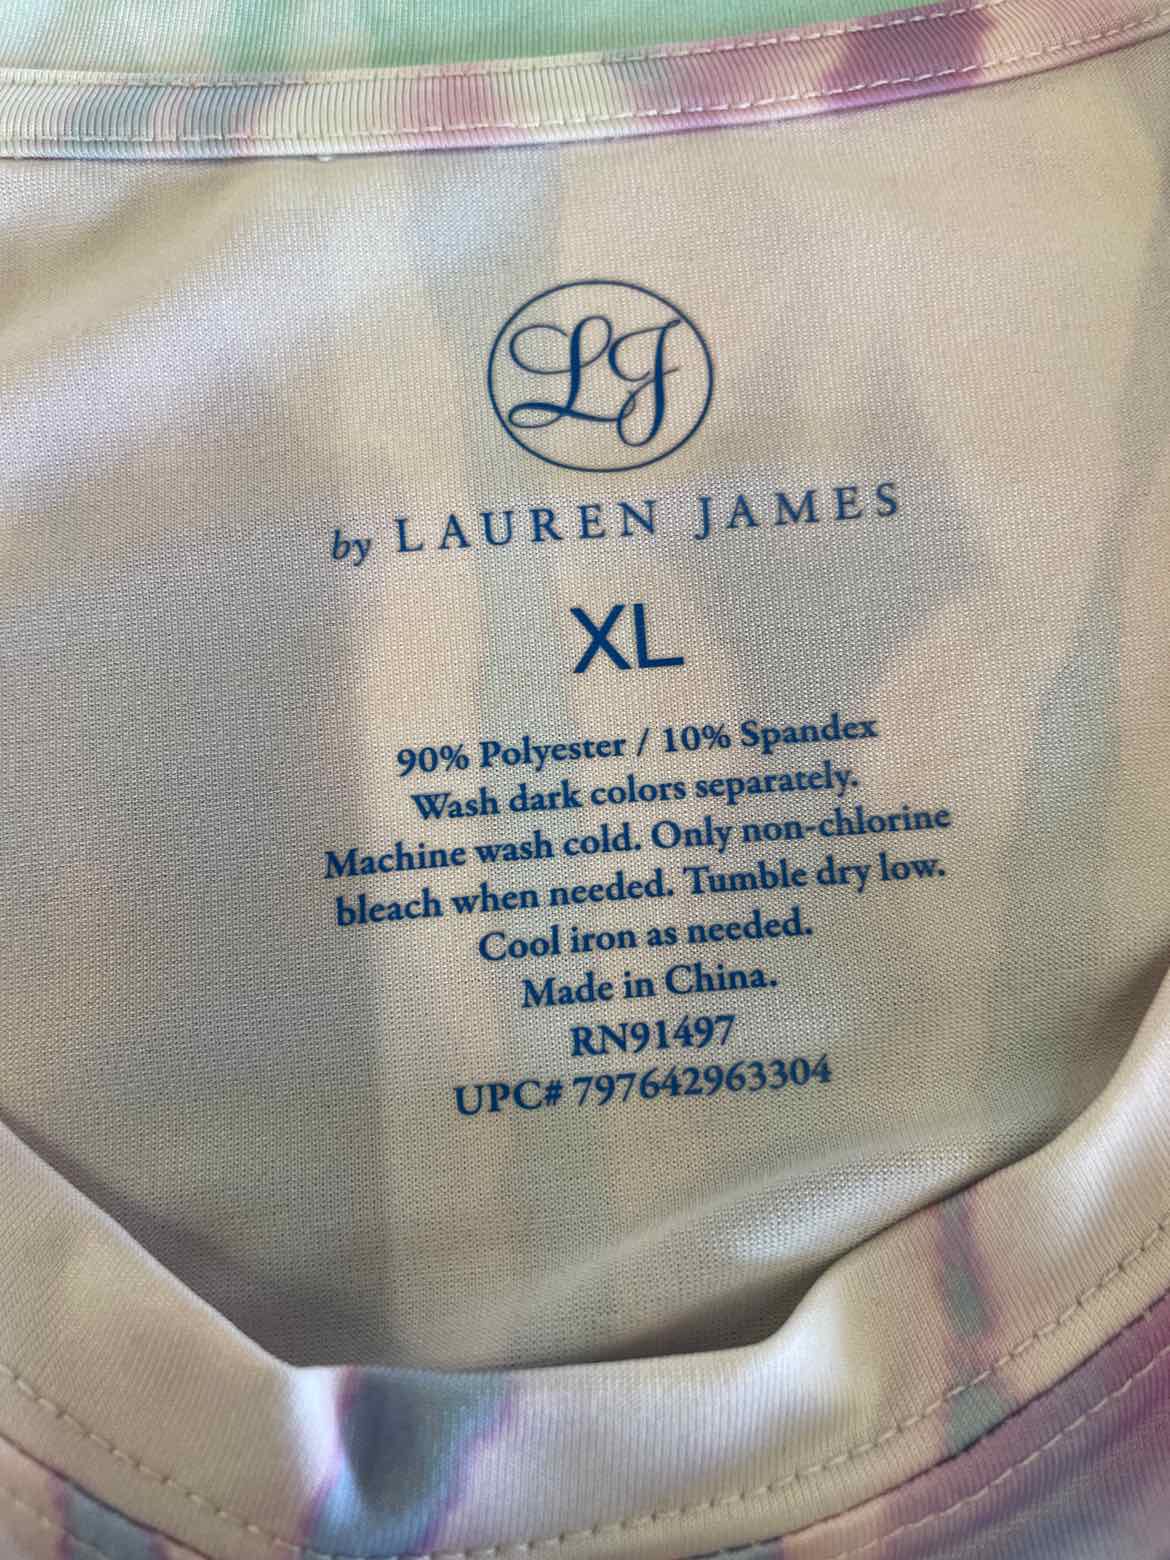 LJ
by LAUREN JAMES
XL
90% Polyester / 10% Spandex
Wash dark colors separately.
Machine wash cold. Only non-chlorine
bleach when needed. Tumble dry low.
Cool iron as needed.
Made in China.
RN91497
UPC# 797642963304